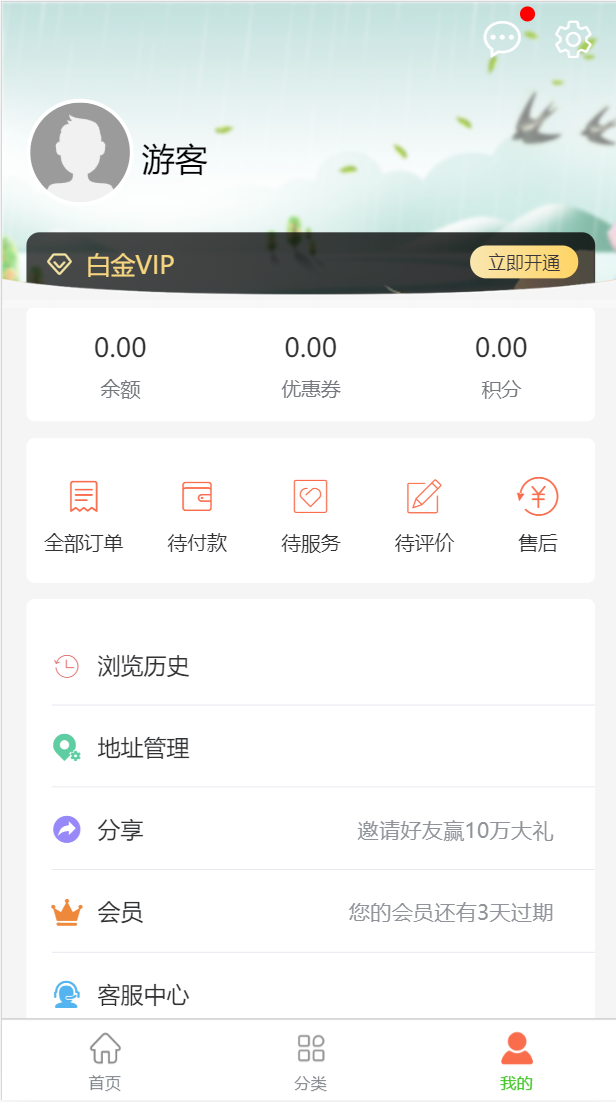 游客
白金VIP
立即开通
0.00
0.00
0.00
余额
优惠券
积分
全部订单
待付款
待服务
待评价
售后
浏览历史
地址管理
分享
邀请好友赢10万大礼
会员
您的会员还有3天过期
客服中心
首页
分类
我的